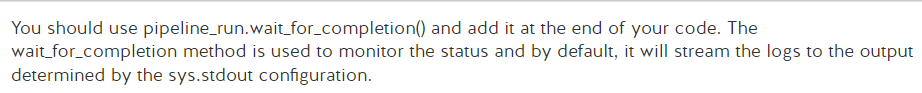 You should use pipeline_run.wait_for_completion() and add it at the end of your code. The
wait_for_completion method is used to monitor the status and by default, it will stream the logs to the output
determined by the sys.stdout configuration.